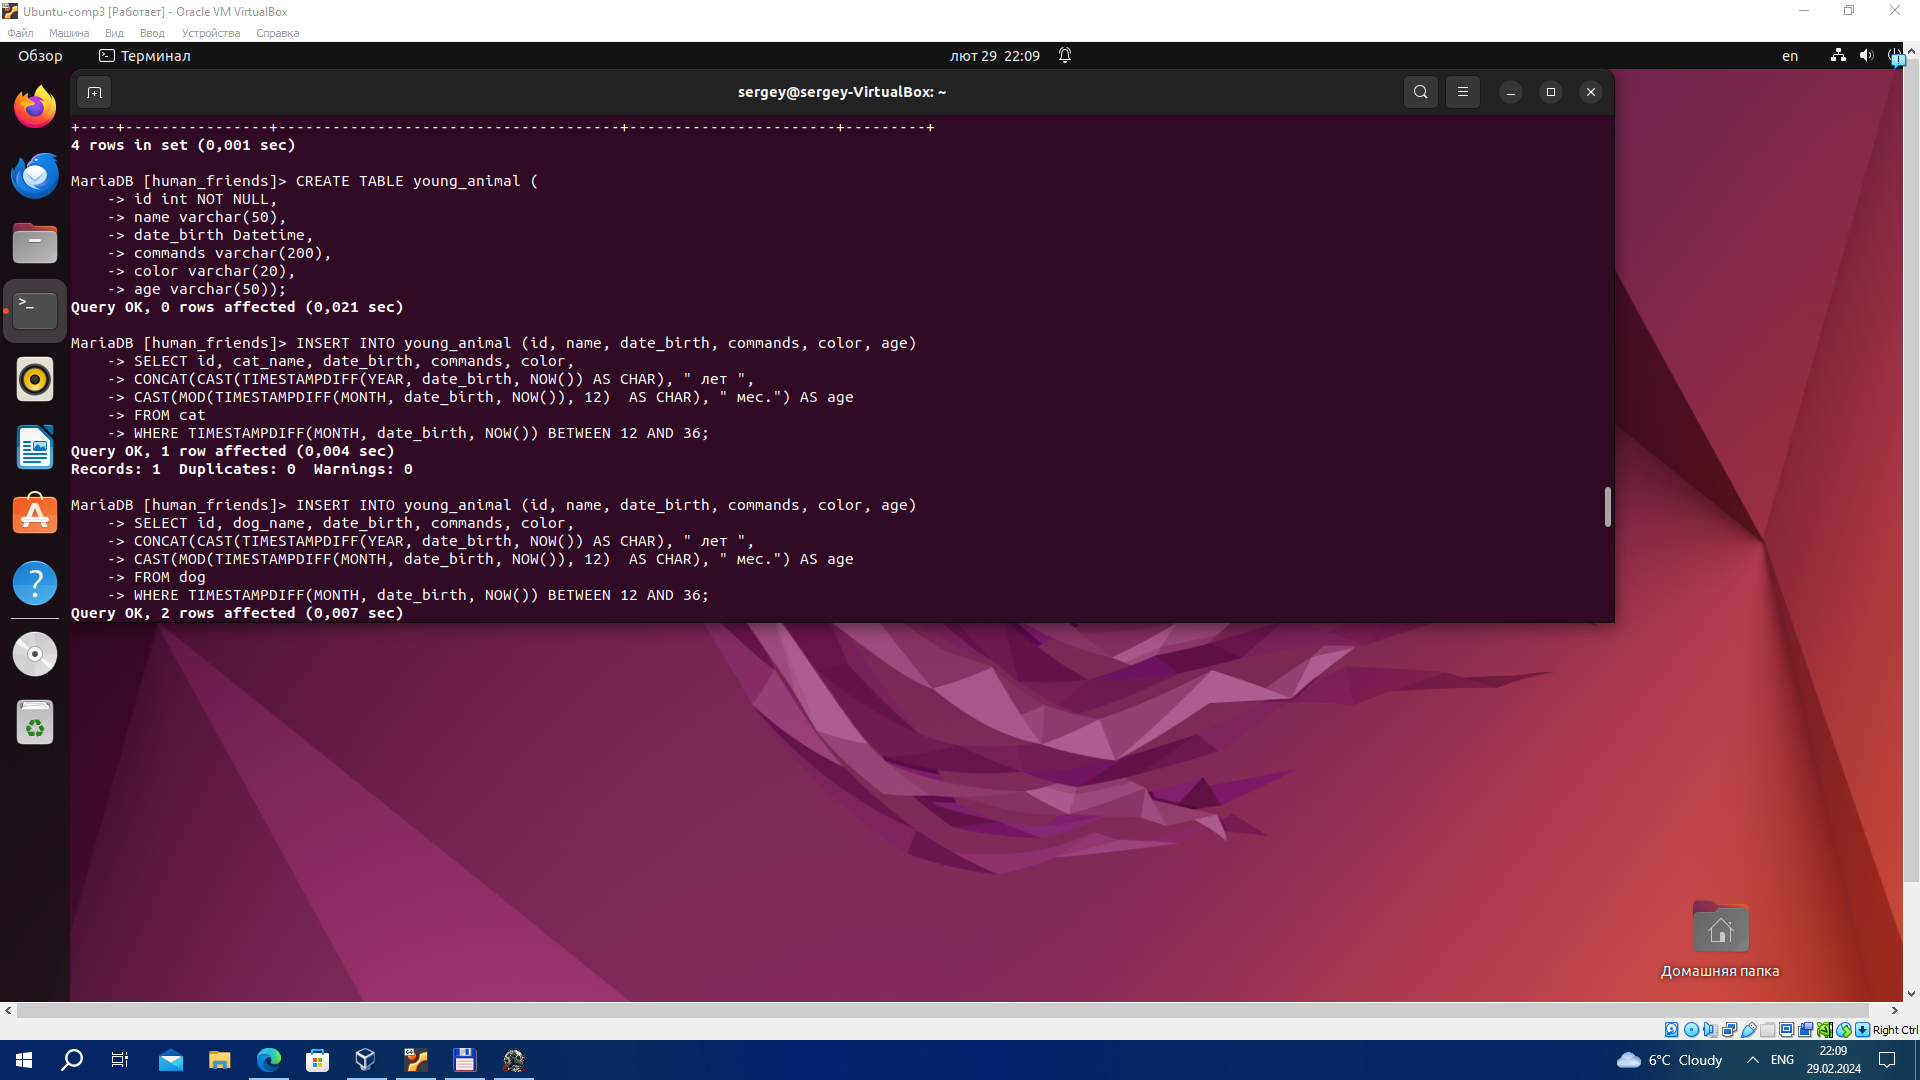 Ubuntu-comp3 [Работает] - Oracle VM VirtualBox
Файл Машина Вид Ввод Устройства Справка
Обзор Терминал лют 29 22:09 en
sergey@sergey-VirtualBox: ~
+----+----------------+--------------------------------------+-----------------------+---------+
4 rows in set (0,001 sec)
MariaDB [human_friends]> CREATE TABLE young_animal (
-> id int NOT NULL,
-> name varchar(50),
-> date_birth Datetime,
-> commands varchar(200),
-> color varchar(20),
-> age varchar(50));
Query OK, 0 rows affected (0,021 sec)
MariaDB [human_friends]> INSERT INTO young_animal (id, name, date_birth, commands, color, age)
-> SELECT id, cat_name, date_birth, commands, color,
-> CONCAT(CAST(TIMESTAMPDIFF(YEAR, date_birth, NOW()) AS CHAR), " лет ",
-> CAST(MOD(TIMESTAMPDIFF(MONTH, date_birth, NOW()), 12)  AS CHAR), " мес.") AS age
-> FROM cat
-> WHERE TIMESTAMPDIFF(MONTH, date_birth, NOW()) BETWEEN 12 AND 36;
Query OK, 1 row affected (0,004 sec)
Records: 1  Duplicates: 0  Warnings: 0
MariaDB [human_friends]> INSERT INTO young_animal (id, name, date_birth, commands, color, age)
-> SELECT id, dog_name, date_birth, commands, color,
-> CONCAT(CAST(TIMESTAMPDIFF(YEAR, date_birth, NOW()) AS CHAR), " лет ",
-> CAST(MOD(TIMESTAMPDIFF(MONTH, date_birth, NOW()), 12)  AS CHAR), " мес.") AS age
-> FROM dog
-> WHERE TIMESTAMPDIFF(MONTH, date_birth, NOW()) BETWEEN 12 AND 36;
Query OK, 2 rows affected (0,007 sec)
Домашняя папка
Right Ctrl
6°C Cloudy ENG 22:09
29.02.2024